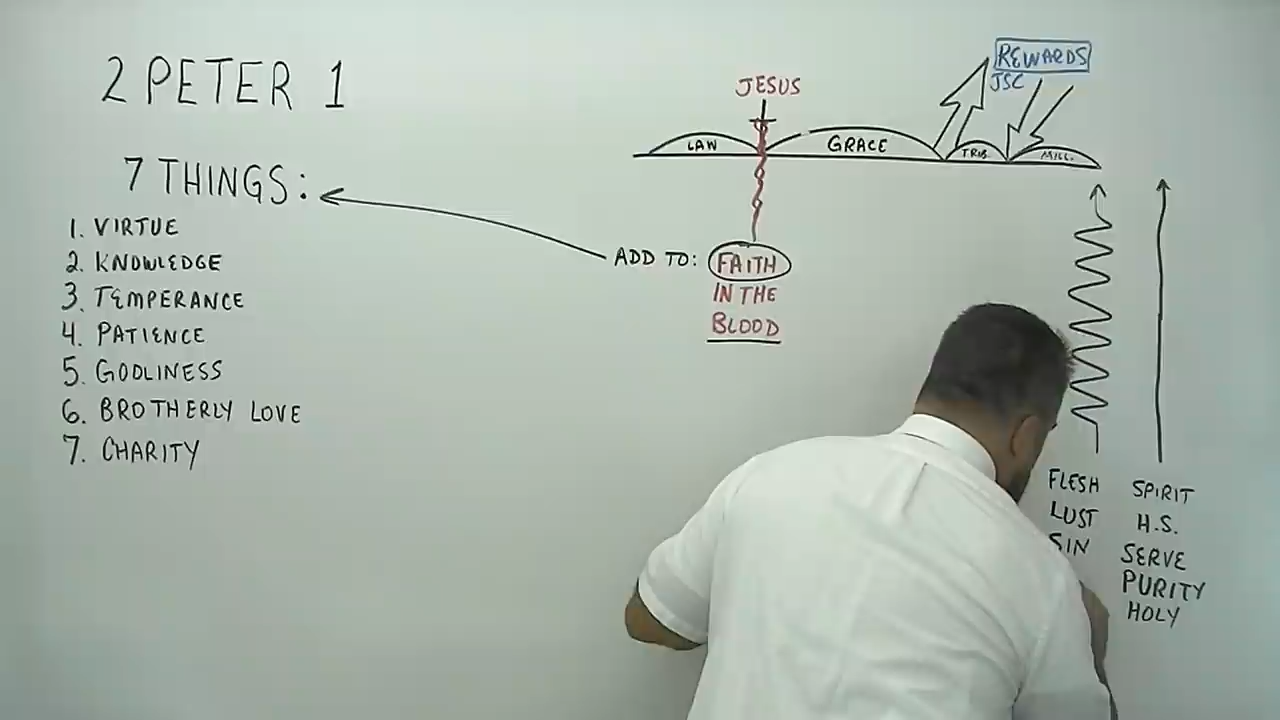 2 PETER 1
7 THINGS:
1. VIRTUE
2. KNOWLEDGE
3. TEMPERANCE
4. PATIENCE
5. GODLINESS
6. BROTHERLY LOVE
7. CHARITY
ADD TO: FAITH
IN THE
BLOOD
JESUS
LAW
GRACE
TRIB.
MILL.
REWARDS
JSC
FLESH
LUST
SIN
SPIRIT
H.S.
SERVE
PURITY
HOLY